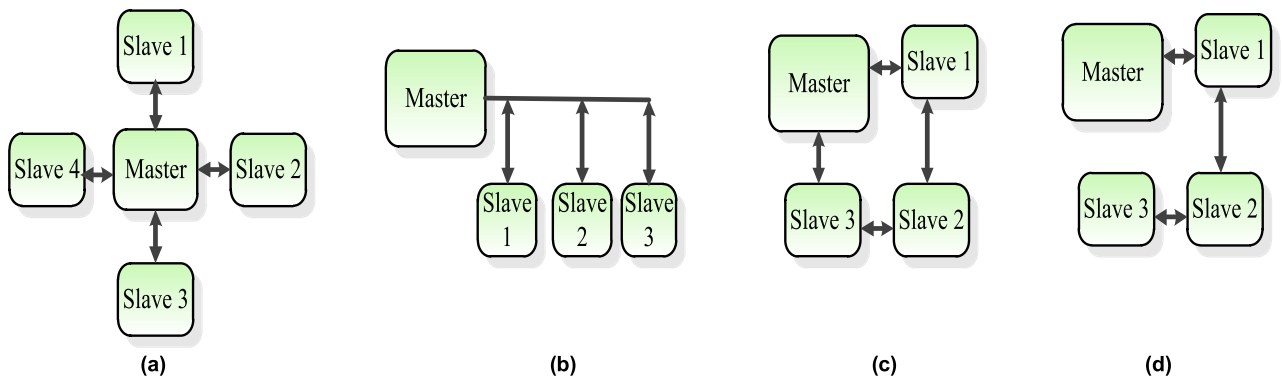 Slave 1
Slave 4
Master
Slave 2
Slave 3
(a)
Master
Slave
1
Slave
2
Slave
3
(b)
Master
Slave 1
Slave 3
Slave 2
(c)
Master
Slave 1
Slave 3
Slave 2
(d)